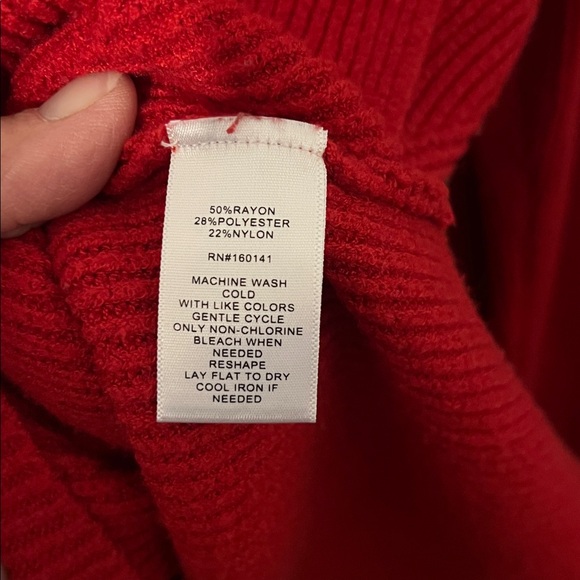 50%RAYON
28%POLYESTER
22%NYLON
RN#160141
MACHINE WASH
COLD
WITH LIKE COLORS
GENTLE CYCLE
ONLY NON-CHLORINE
BLEACH WHEN
NEEDED
RESHAPE
LAY FLAT TO DRY
COOL IRON IF
NEEDED